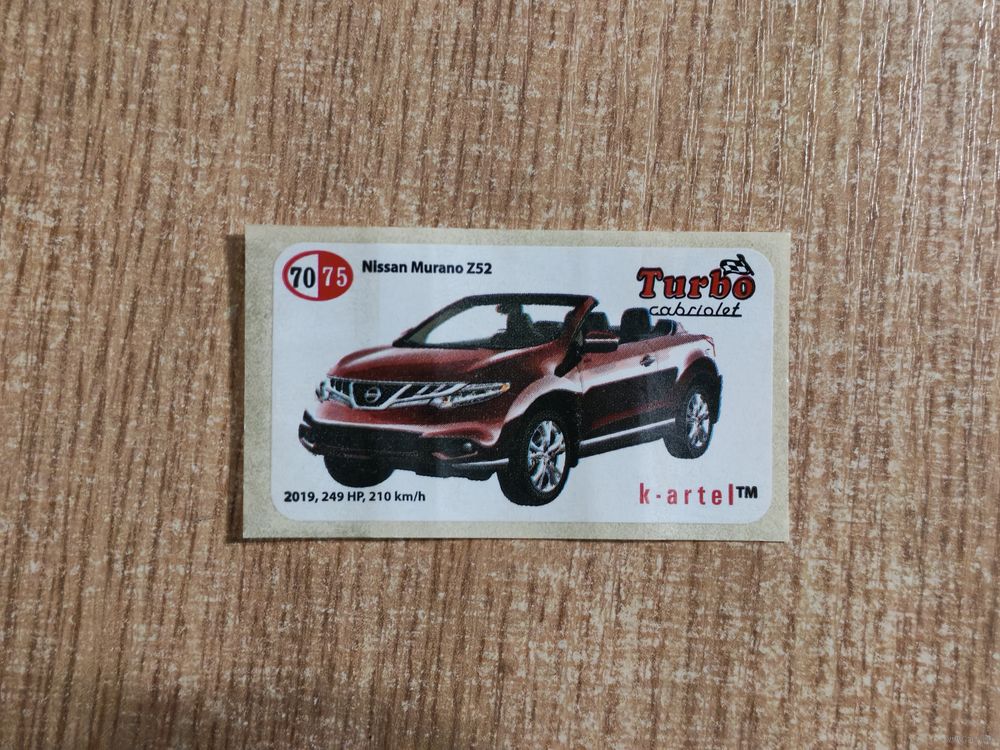 70 75
Nissan Murano Z52
Turbo
cabriolet
2019, 249 HP, 210 km/h
k-artel™